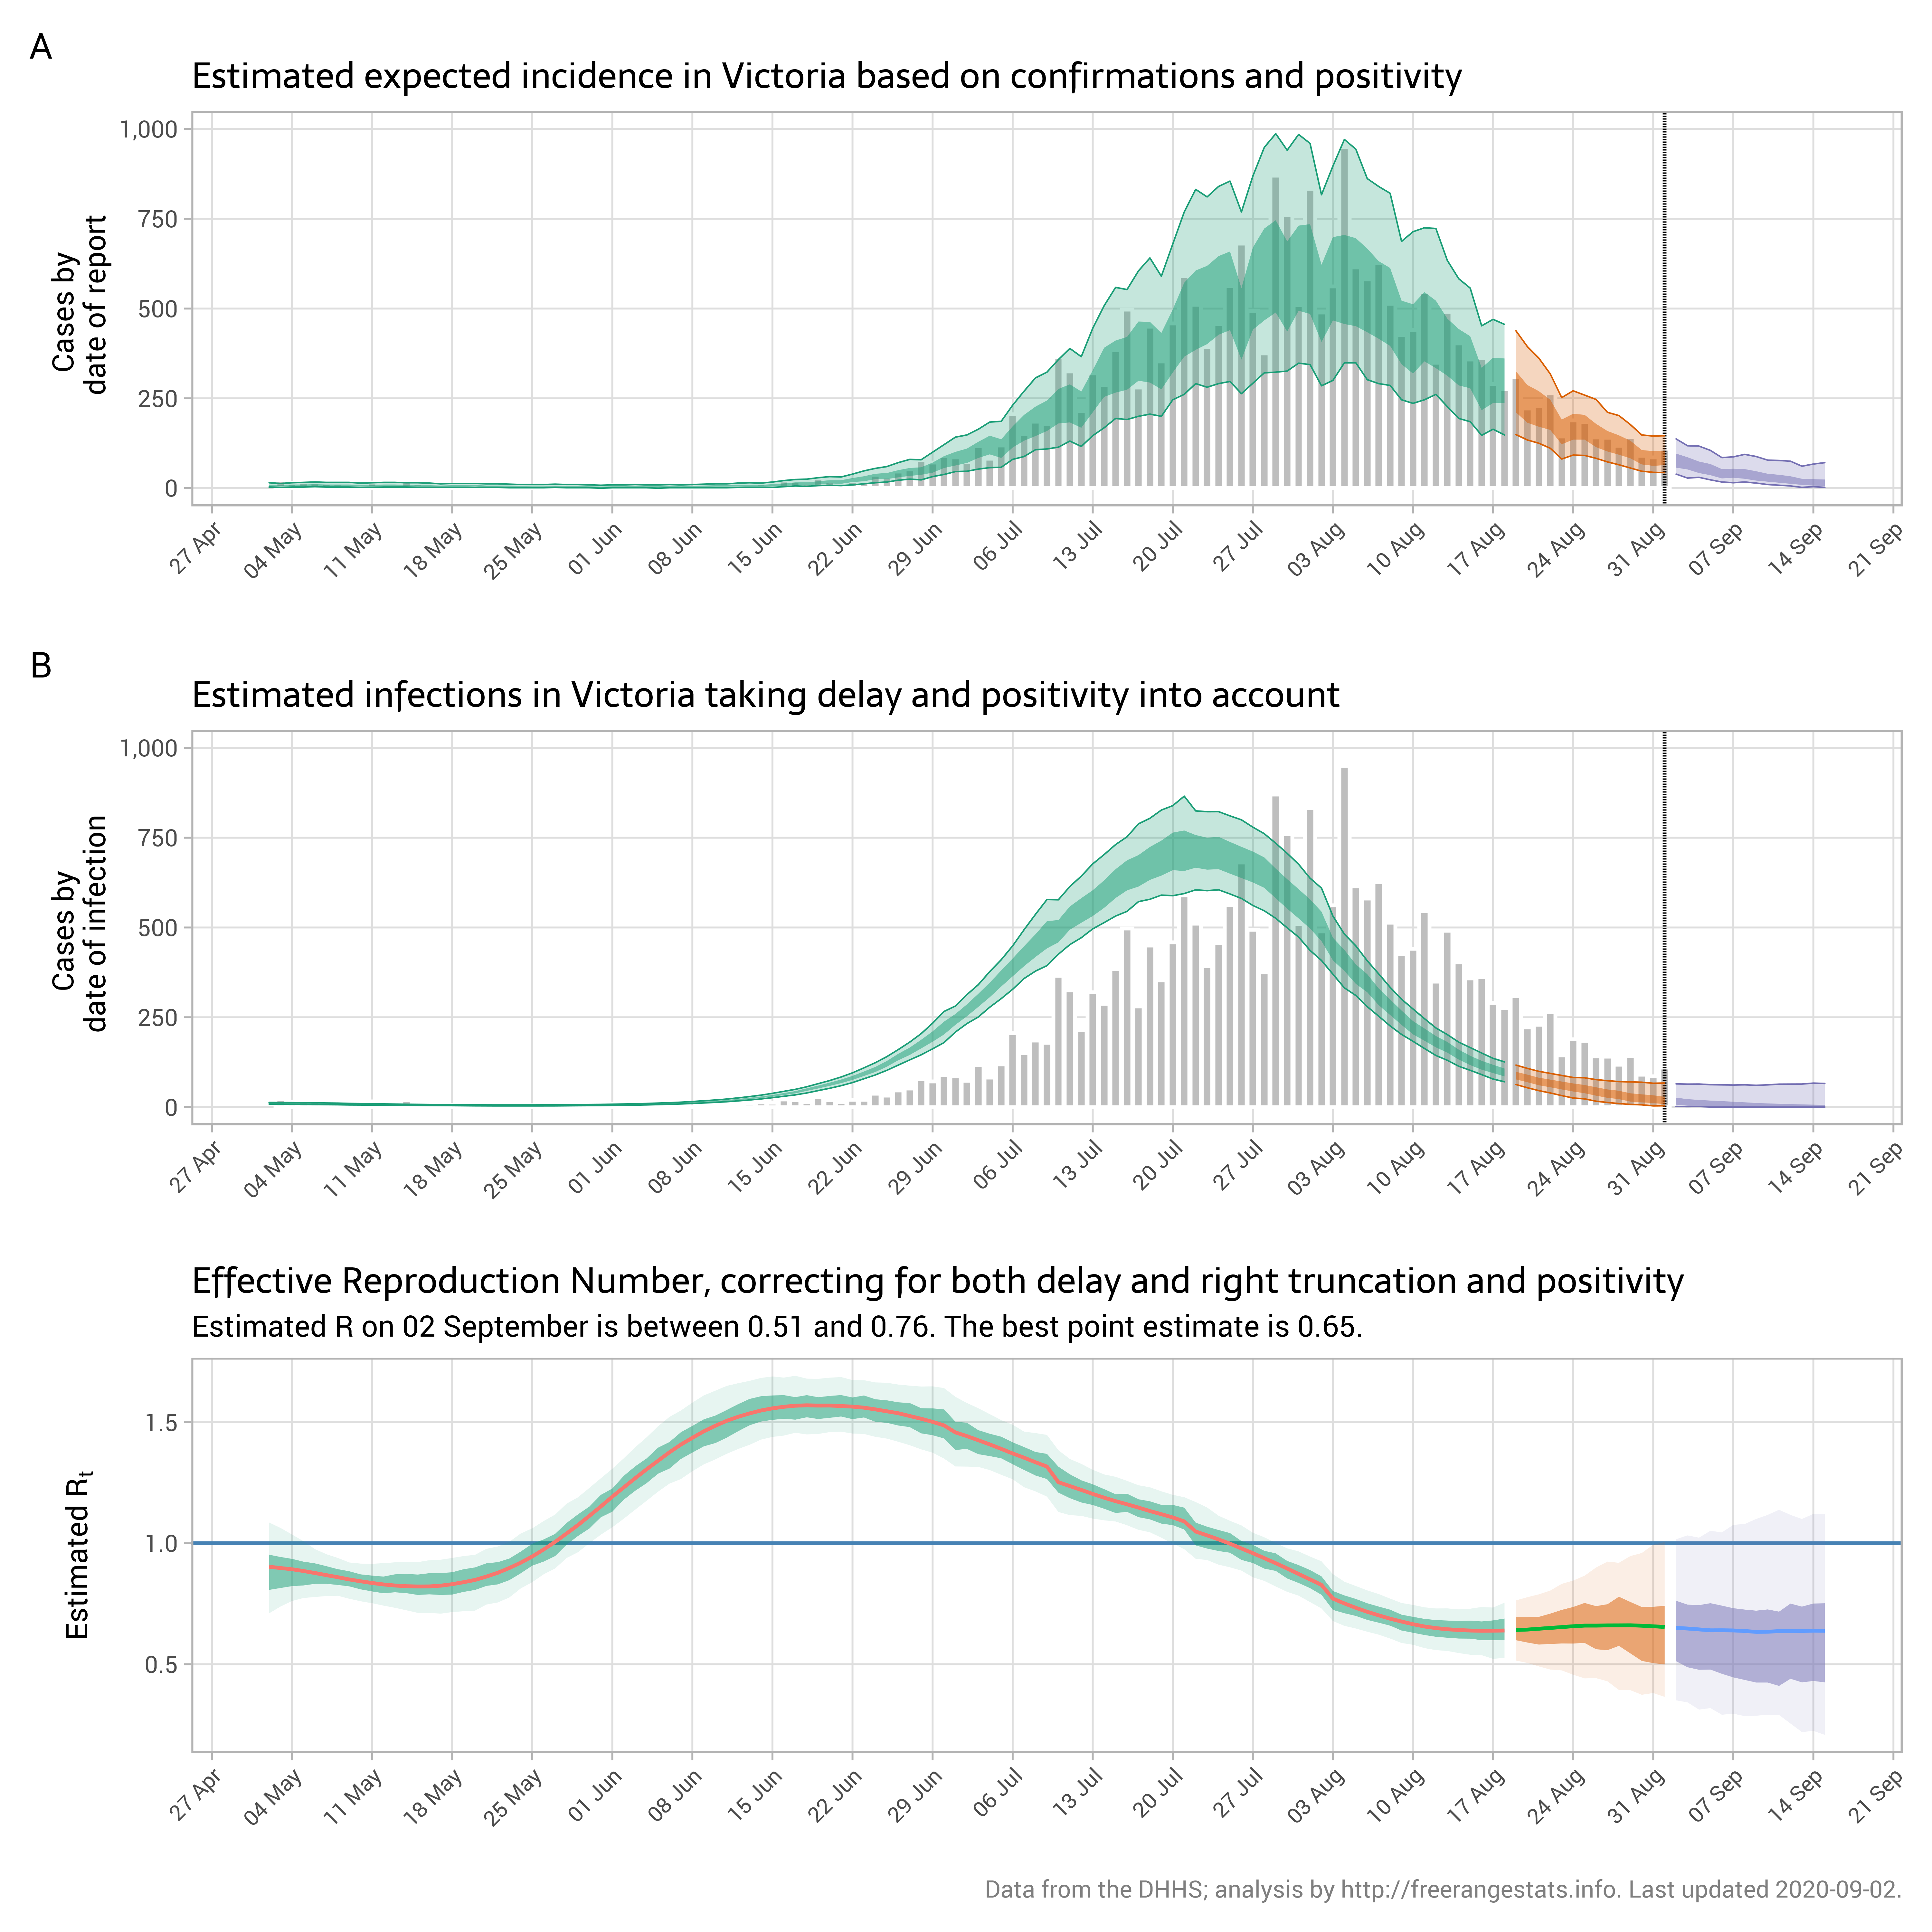 A
Estimated expected incidence in Victoria based on confirmations and positivity
Cases by
date of report
1,000
750
500
250
0
27 Apr
04 May
11 May
18 May
25 May
01 Jun
08 Jun
15 Jun
22 Jun
29 Jun
06 Jul
13 Jul
20 Jul
27 Jul
03 Aug
10 Aug
17 Aug
24 Aug
31 Aug
07 Sep
14 Sep
21 Sep
B
Estimated infections in Victoria taking delay and positivity into account
Cases by
date of infection
1,000
750
500
250
0
27 Apr
04 May
11 May
18 May
25 May
01 Jun
08 Jun
15 Jun
22 Jun
29 Jun
06 Jul
13 Jul
20 Jul
27 Jul
03 Aug
10 Aug
17 Aug
24 Aug
31 Aug
07 Sep
14 Sep
21 Sep
Effective Reproduction Number, correcting for both delay and right truncation and positivity
Estimated R on 02 September is between 0.51 and 0.76. The best point estimate is 0.65.
Estimated Rt
1.5
1.0
0.5
27 Apr
04 May
11 May
18 May
25 May
01 Jun
08 Jun
15 Jun
22 Jun
29 Jun
06 Jul
13 Jul
20 Jul
27 Jul
03 Aug
10 Aug
17 Aug
24 Aug
31 Aug
07 Sep
14 Sep
21 Sep
Data from the DHHS; analysis by http://freerangestats.info. Last updated 2020-09-02.